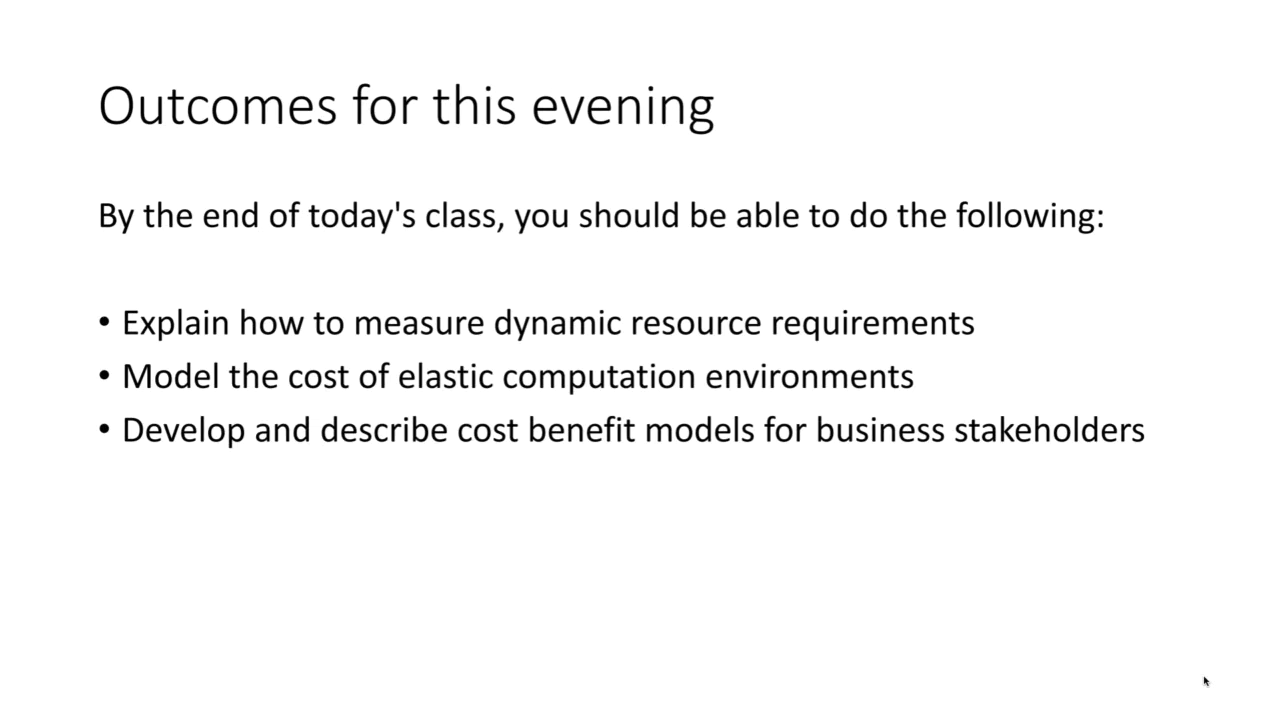 Outcomes for this evening
By the end of today's class, you should be able to do the following:
• Explain how to measure dynamic resource requirements
• Model the cost of elastic computation environments
• Develop and describe cost benefit models for business stakeholders